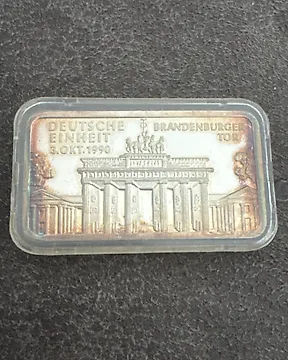 DEUTSCHE
EINHEIT
3. OKT. 1990
BRANDENBURGER
TOR